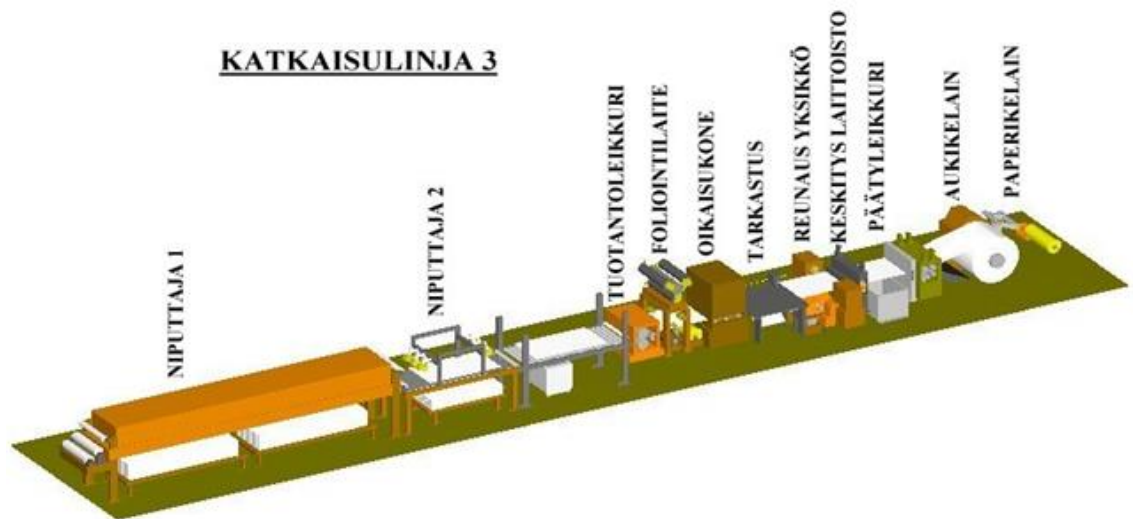 KATKAISULINJA 3
NIPUTTAJA 1
NIPUTTAJA 2
TUOTANTOLEIKKURI
FOLIOINTILAITE
OIKAISUKONE
TARKASTUS
REUNAUS YKSIKKÖ
KESKITYS LAITTOISTO
PÄÄTYLEIKKURI
AUKIKELAIN
PAPERIKELAIN